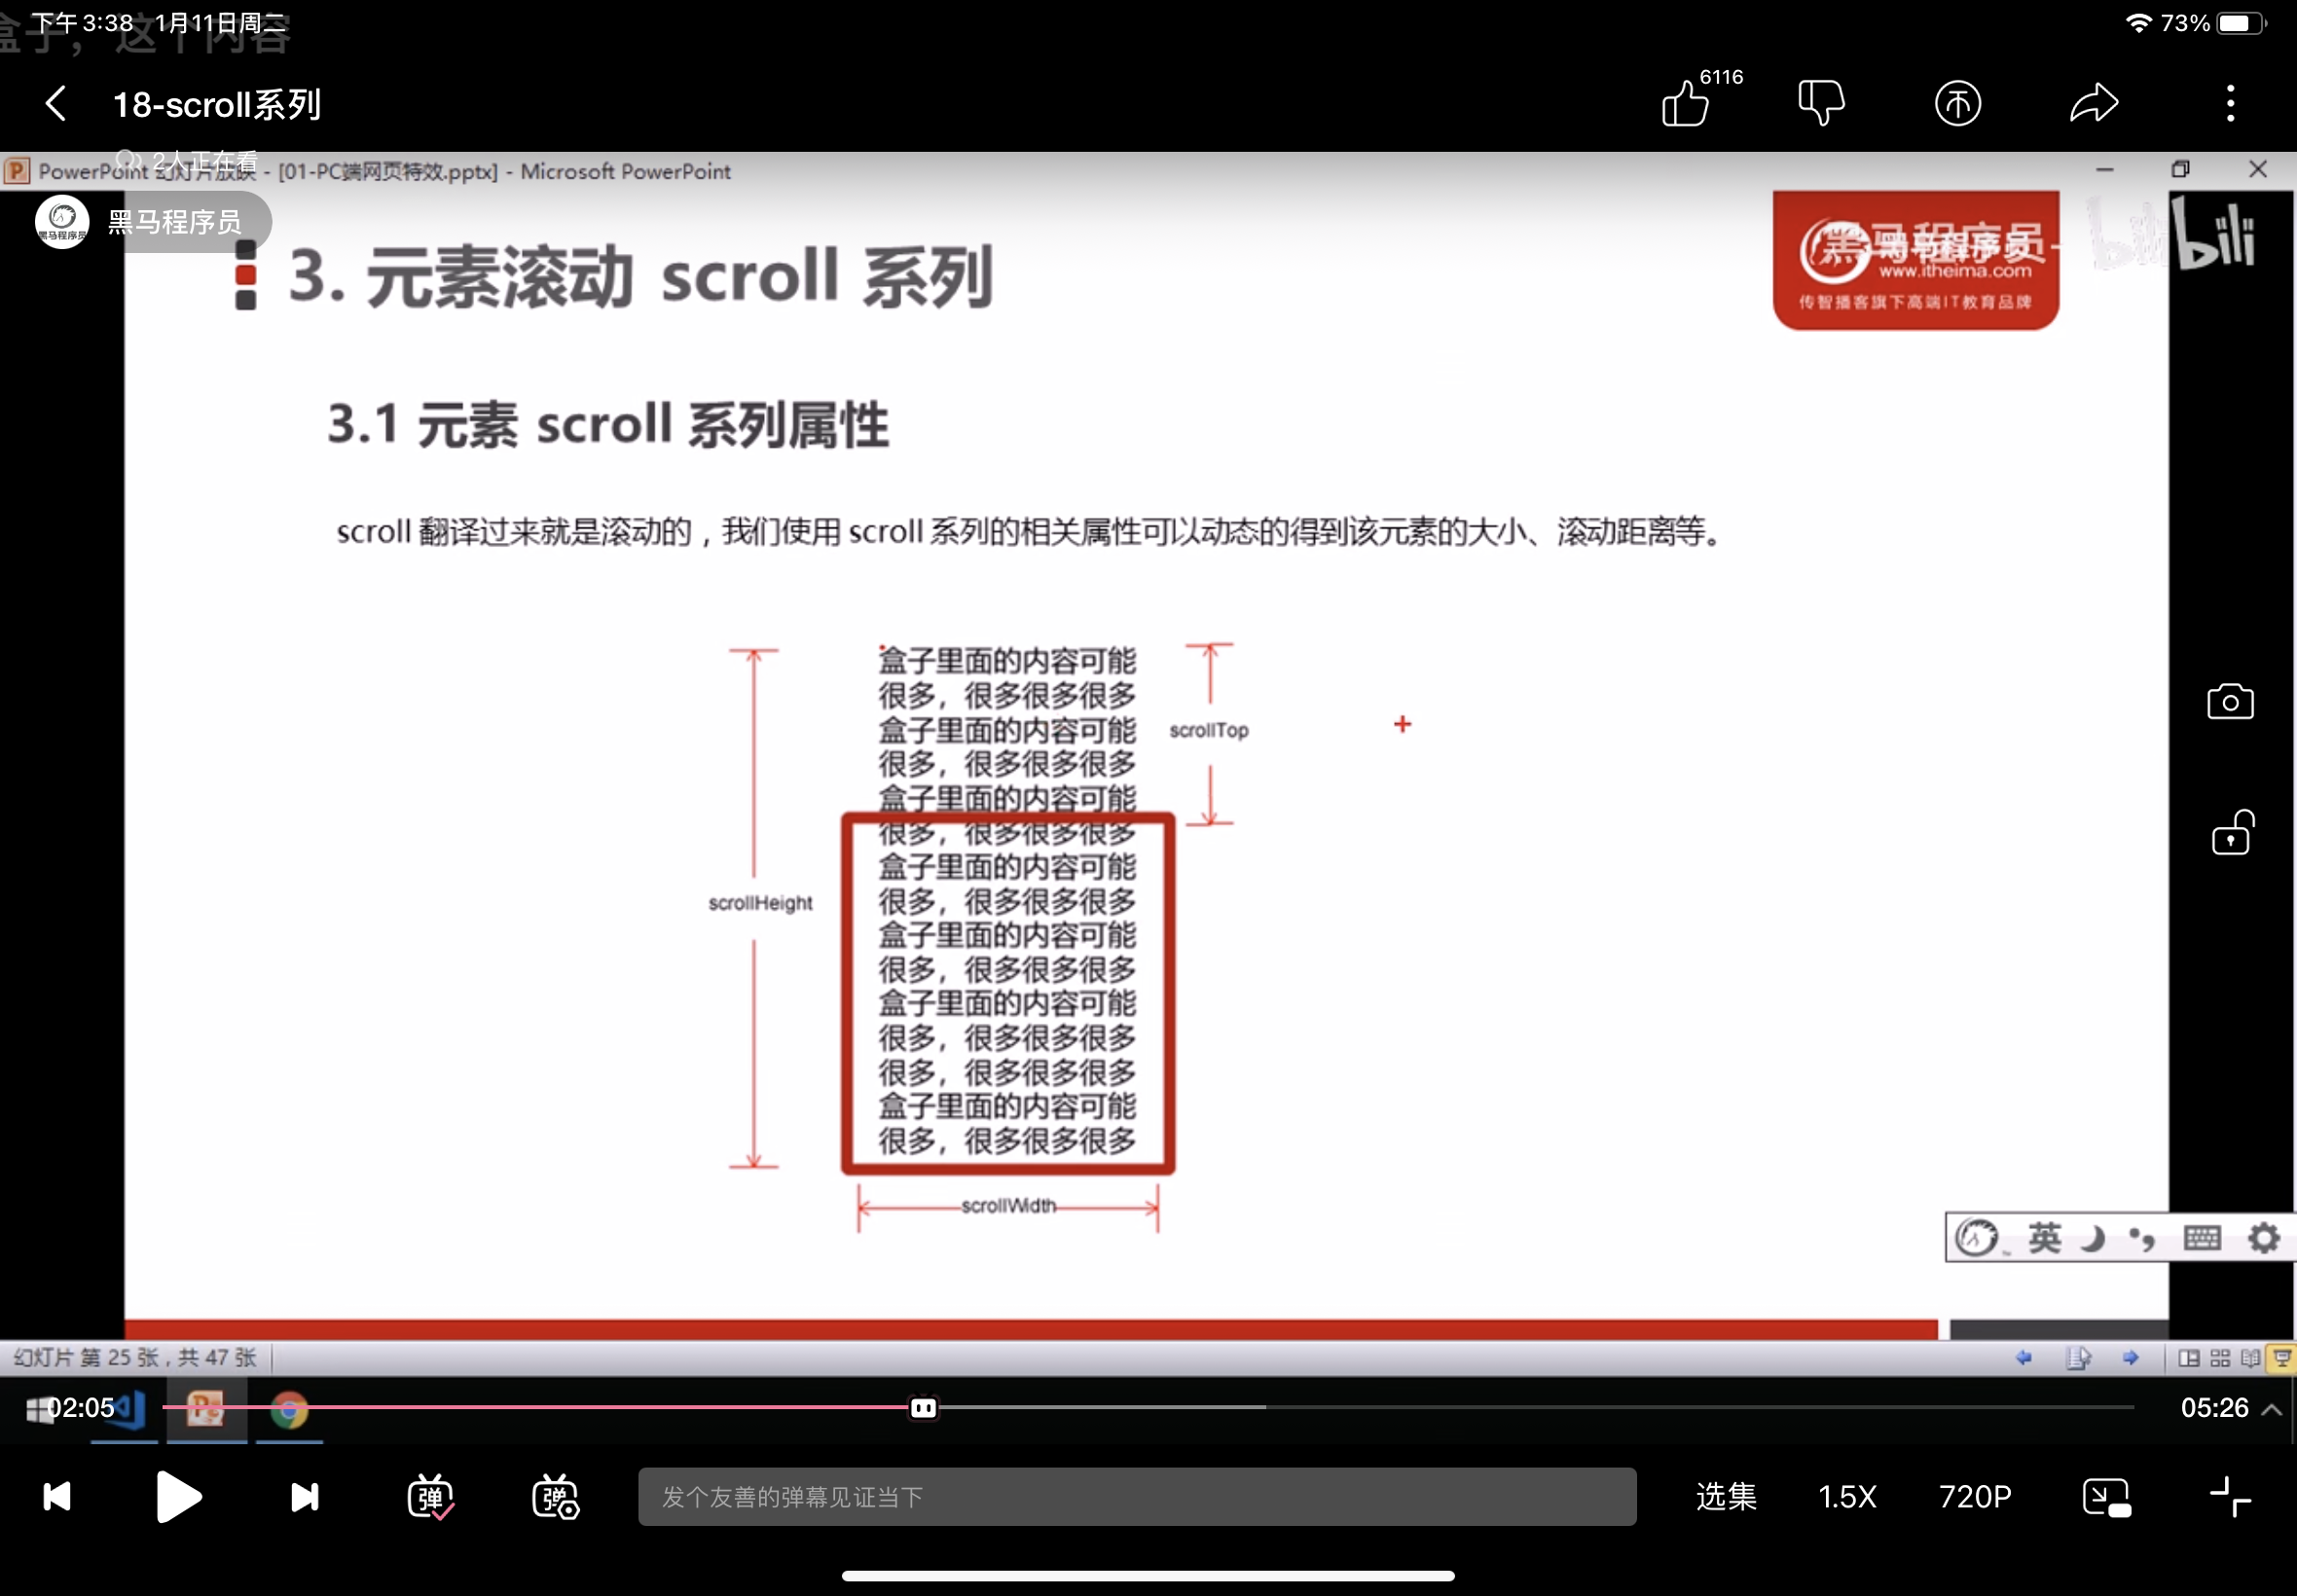 下午3:38 1月11日周二
73%
盒子，这个内容
18-scroll系列
6116
2人正在看
PowerPoint 幻灯片放映 - [01-PC端网页特效.pptx] - Microsoft PowerPoint
黑马程序员
黑马程序员
www.itheima.com
传智播客旗下高端IT教育品牌
bili
3. 元素滚动 scroll 系列
3.1 元素 scroll 系列属性
scroll 翻译过来就是滚动的，我们使用 scroll 系列的相关属性可以动态的得到该元素的大小、滚动距离等。
盒子里面的内容可能
很多，很多很多很多
盒子里面的内容可能
很多，很多很多很多
盒子里面的内容可能
很多，很多很多很多
盒子里面的内容可能
很多，很多很多很多
盒子里面的内容可能
很多，很多很多很多
盒子里面的内容可能
很多，很多很多很多
很多，很多很多很多
盒子里面的内容可能
很多，很多很多很多
scrollTop
scrollHeight
scrollWidth
英
幻灯片 第 25 张，共 47 张
02:05
05:26
弹
弹
发个友善的弹幕见证当下
选集
1.5X
720P